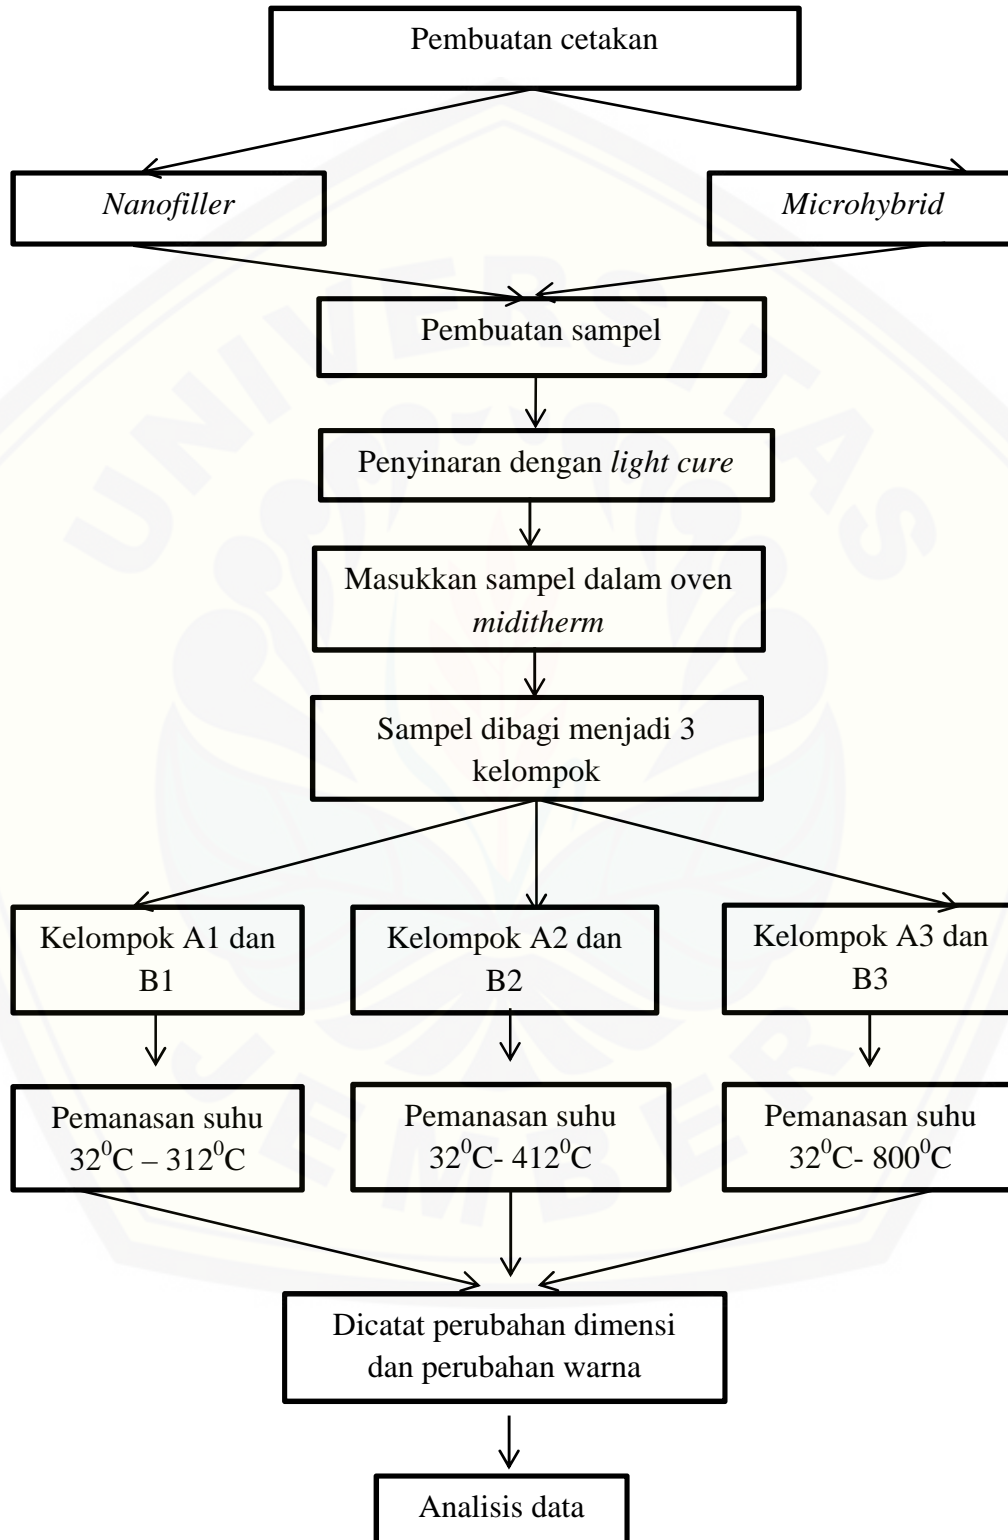 Pembuatan cetakan
Nanofiller
Microhybrid
Pembuatan sampel
Penyinaran dengan light cure
Masukkan sampel dalam oven
miditherm
Sampel dibagi menjadi 3
kelompok
Kelompok A1 dan
B1
Kelompok A2 dan
B2
Kelompok A3 dan
B3
Pemanasan suhu
32⁰C – 312⁰C
Pemanasan suhu
32⁰C- 412⁰C
Pemanasan suhu
32⁰C- 800⁰C
Dicatat perubahan dimensi
dan perubahan warna
Analisis data
UNIVERSITAS
JEMBER